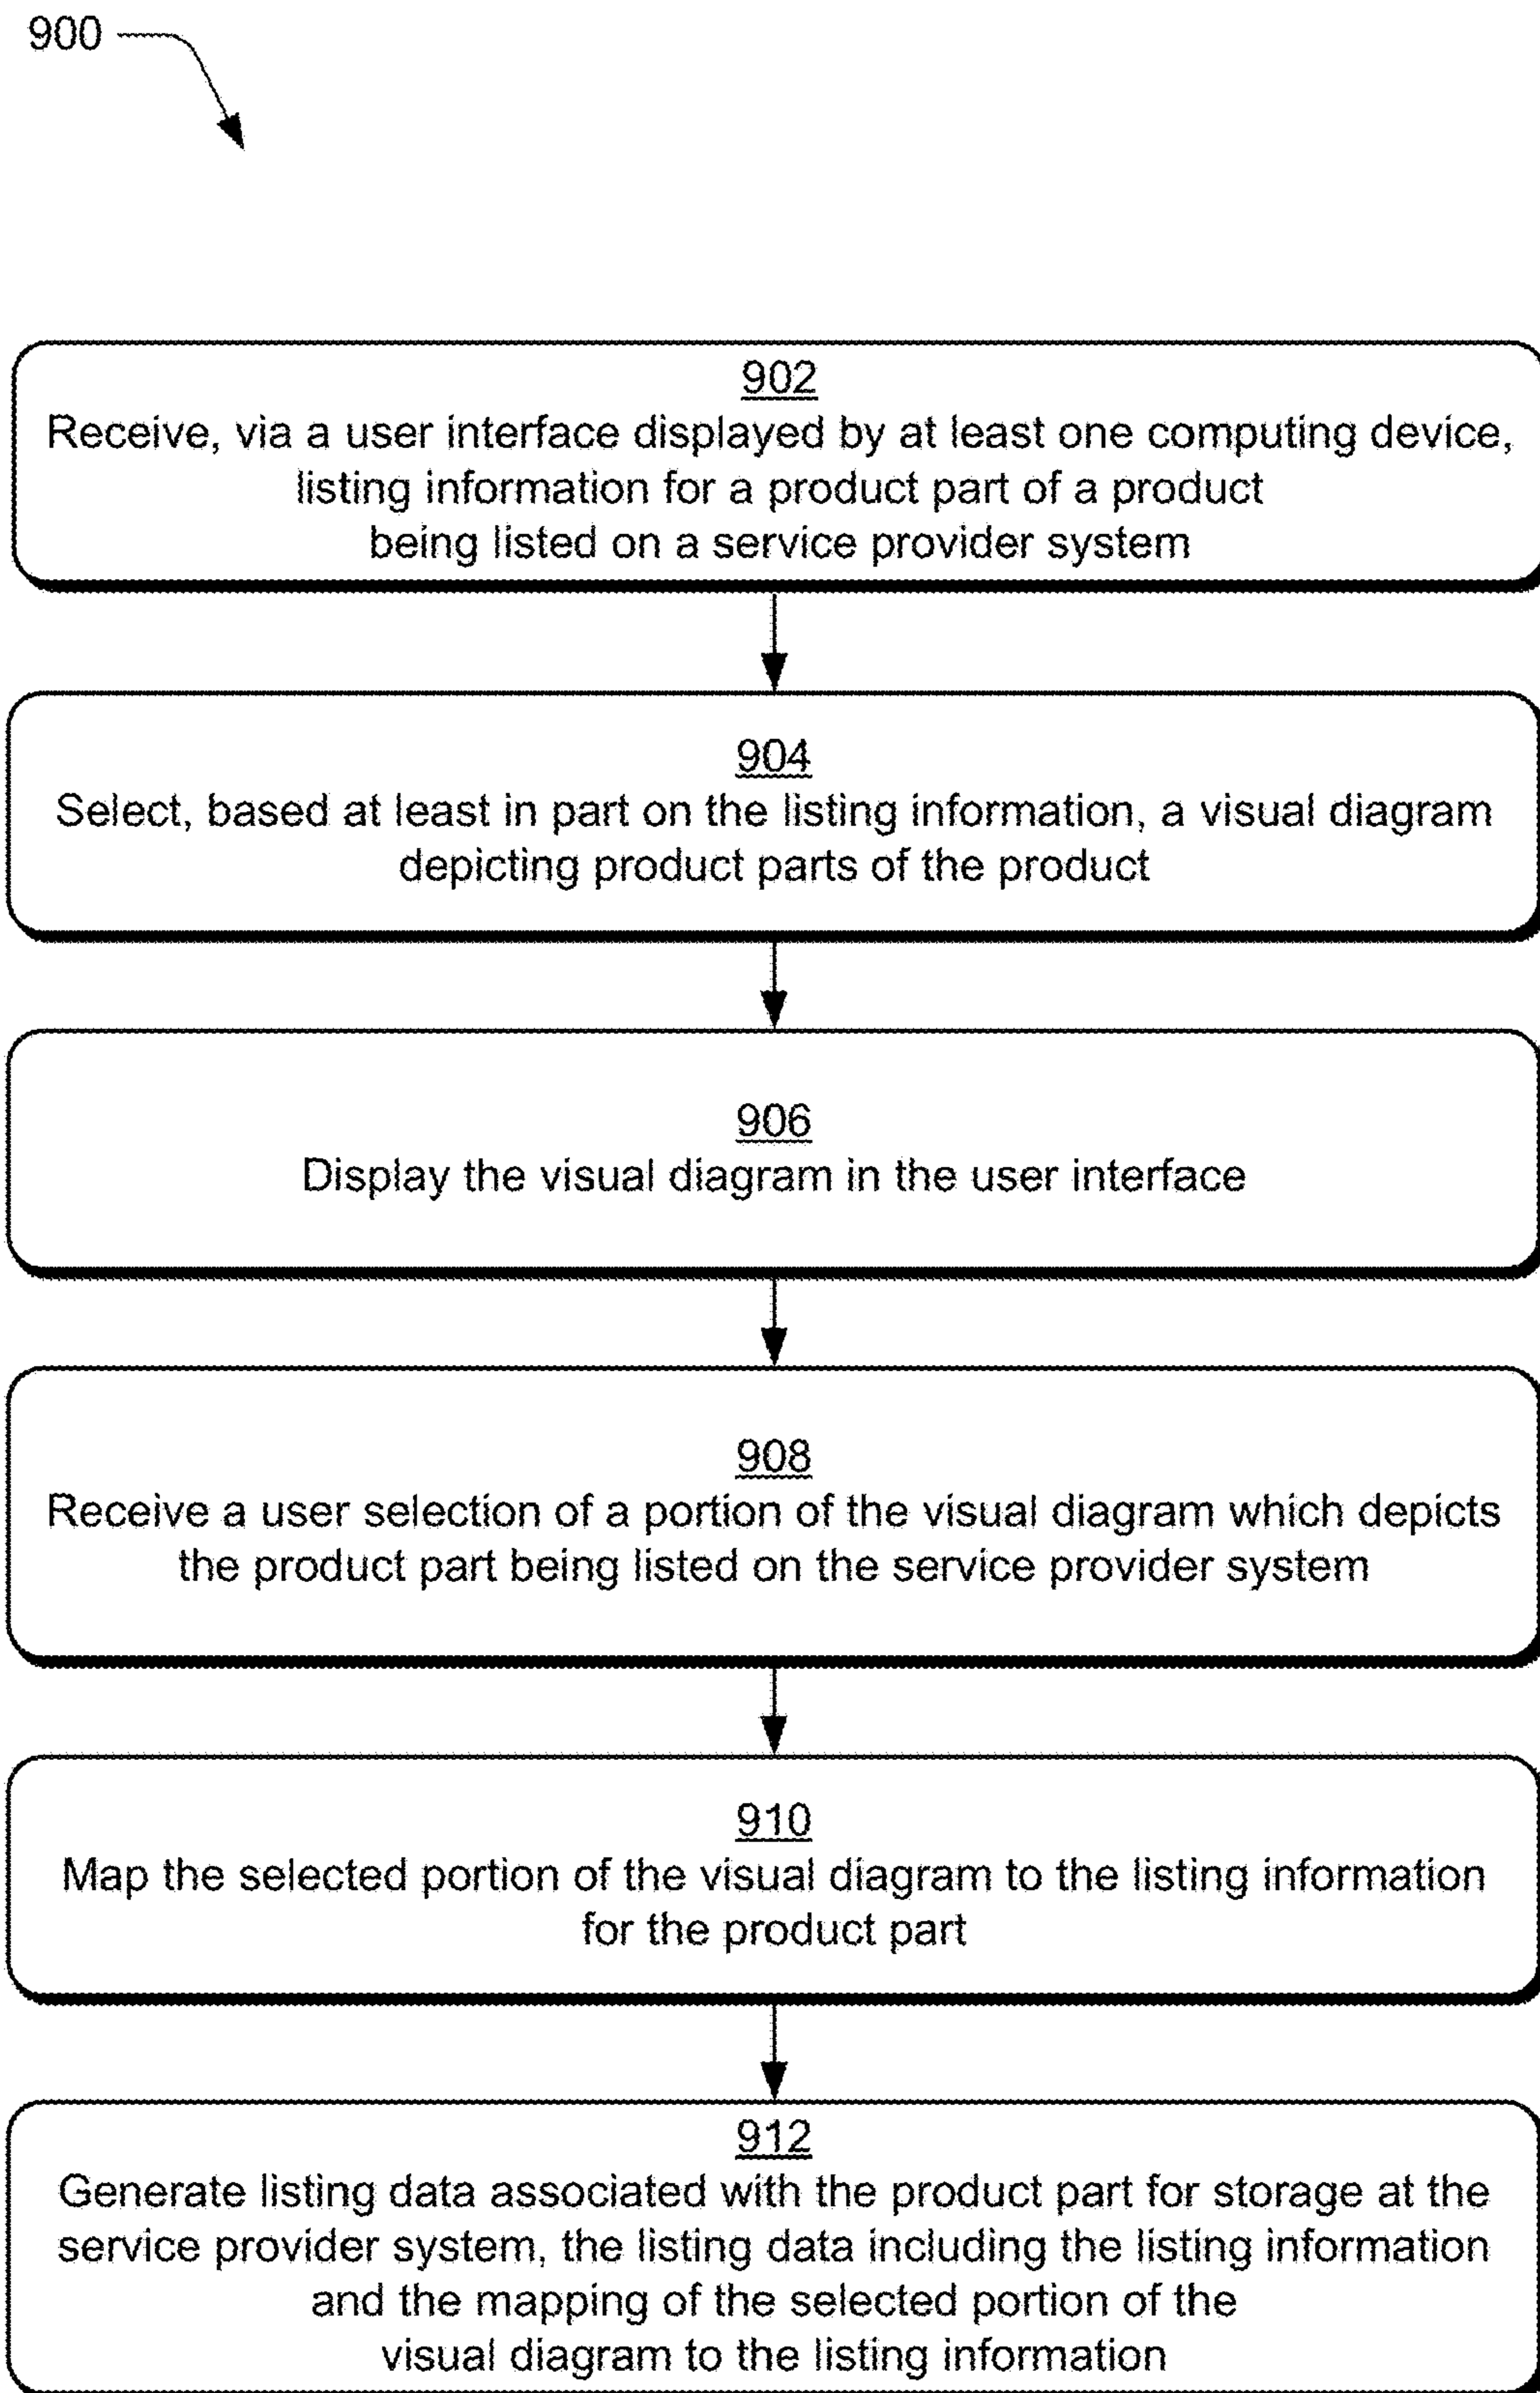 900
902
Receive, via a user interface displayed by at least one computing device,
listing information for a product part of a product
being listed on a service provider system
904
Select, based at least in part on the listing information, a visual diagram
depicting product parts of the product
906
Display the visual diagram in the user interface
908
Receive a user selection of a portion of the visual diagram which depicts
the product part being listed on the service provider system
910
Map the selected portion of the visual diagram to the listing information
for the product part
912
Generate listing data associated with the product part for storage at the
service provider system, the listing data including the listing information
and the mapping of the selected portion of the
visual diagram to the listing information